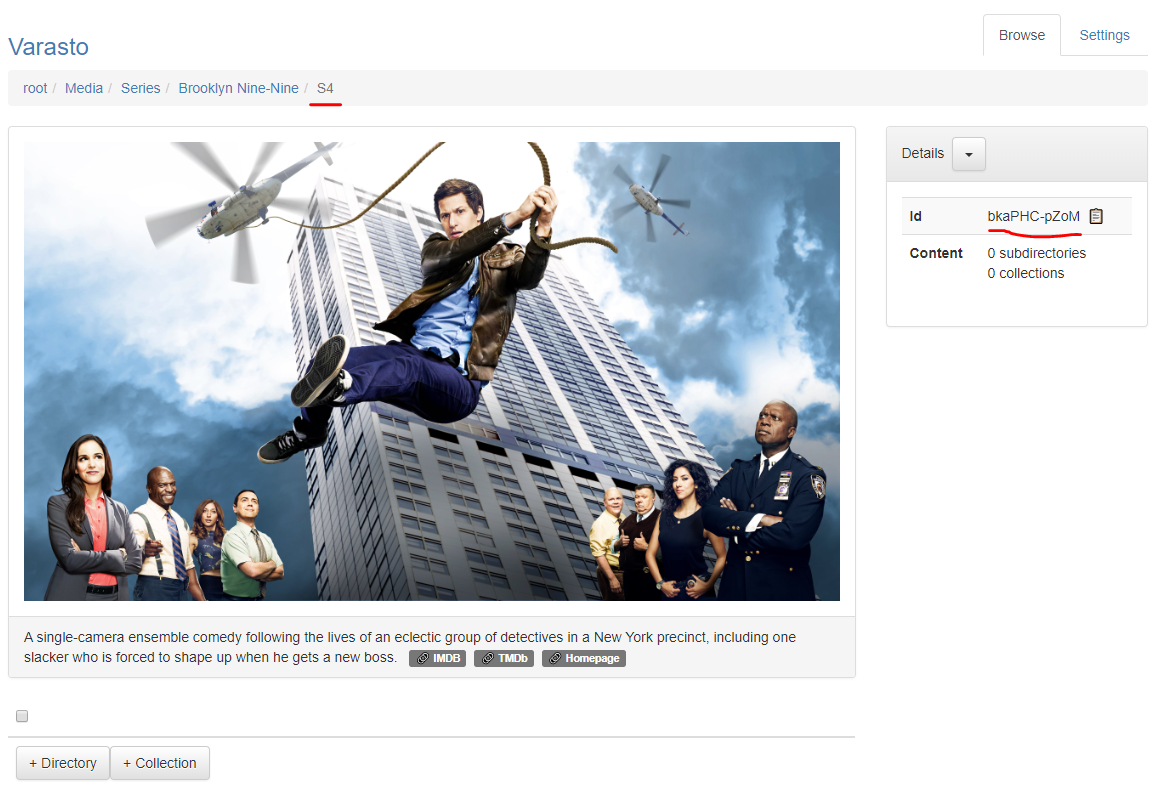 Varasto
Browse
Settings
root / Media / Series / Brooklyn Nine-Nine / S4
Details
Id bkaPHC-pZoM
Content 0 subdirectories
0 collections
A single-camera ensemble comedy following the lives of an eclectic group of detectives in a New York precinct, including one
slacker who is forced to shape up when he gets a new boss. IMDB TMDb Homepage
+ Directory + Collection